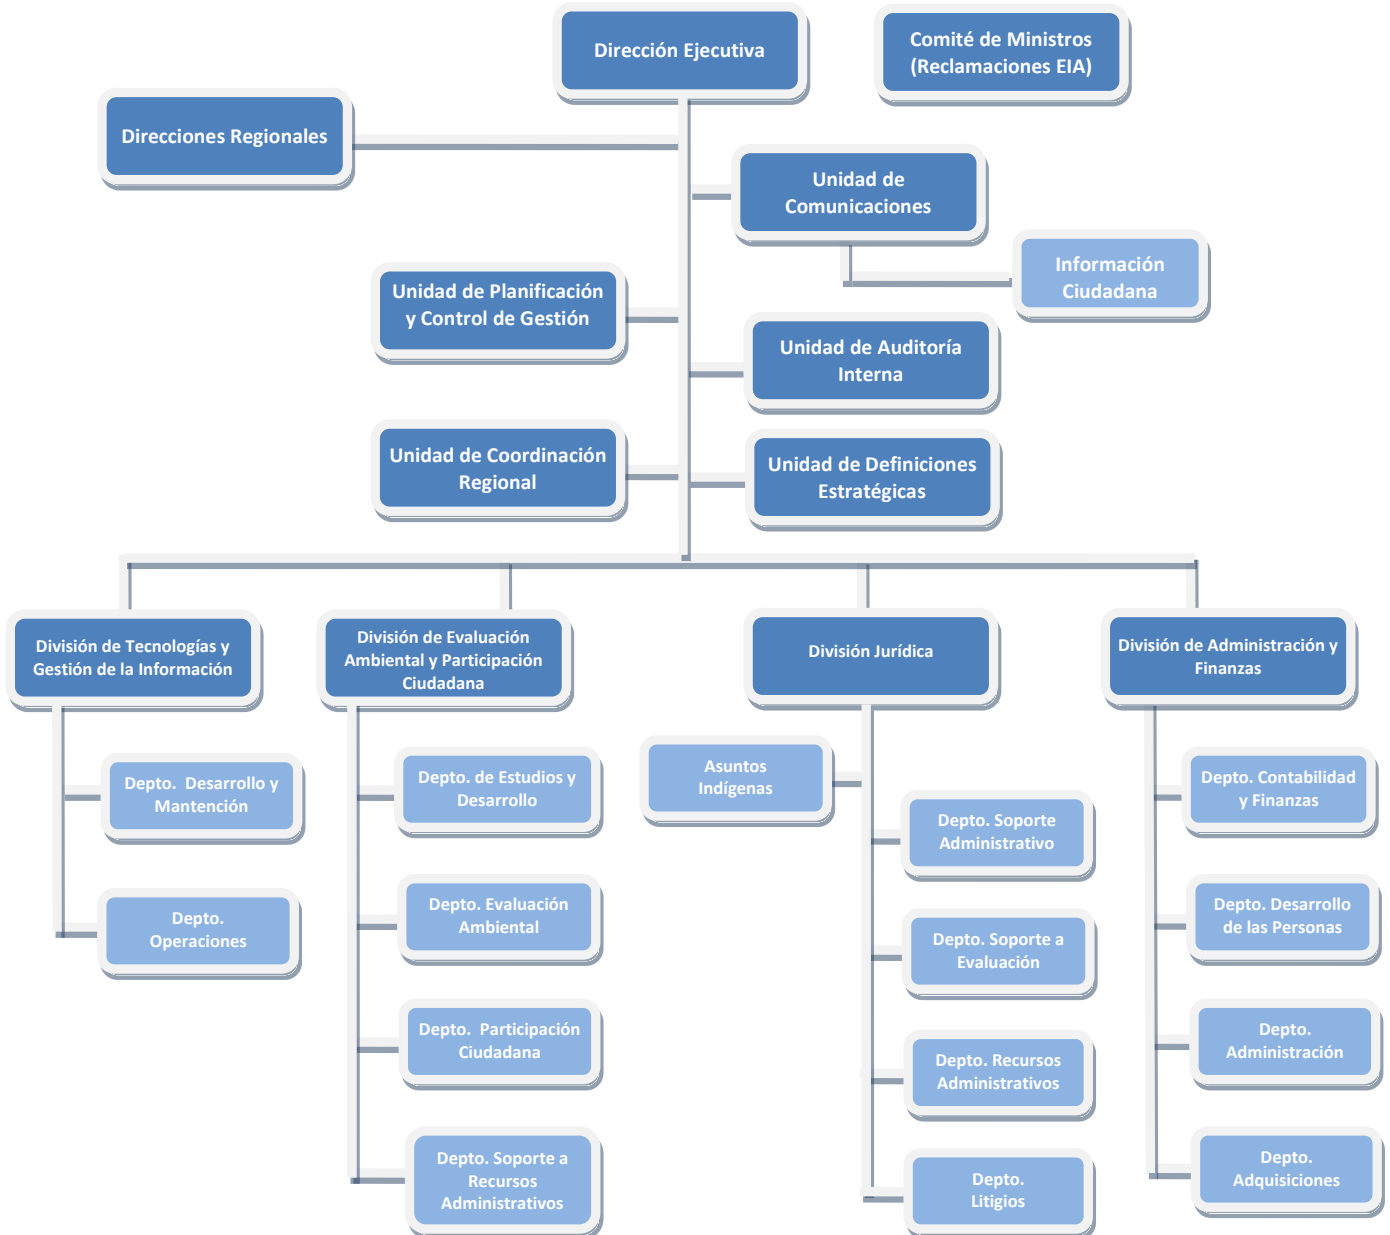 Dirección Ejecutiva
Comité de Ministros
(Reclamaciones EIA)
Direcciones Regionales
Unidad de
Comunicaciones
Información
Ciudadana
Unidad de Planificación
y Control de Gestión
Unidad de Auditoría
Interna
Unidad de Coordinación
Regional
Unidad de Definiciones
Estratégicas
División de Tecnologías y
Gestión de la Información
División de Evaluación
Ambiental y Participación
Ciudadana
División Jurídica
División de Administración y
Finanzas
Depto. Desarrollo y
Mantención
Depto.
Operaciones
Depto. de Estudios y
Desarrollo
Depto. Evaluación
Ambiental
Depto. Participación
Ciudadana
Depto. Soporte a
Recursos
Administrativos
Asuntos
Indígenas
Depto. Soporte
Administrativo
Depto. Soporte a
Evaluación
Depto. Recursos
Administrativos
Depto.
Litigios
Depto. Contabilidad
y Finanzas
Depto. Desarrollo
de las Personas
Depto.
Administración
Depto.
Adquisiciones